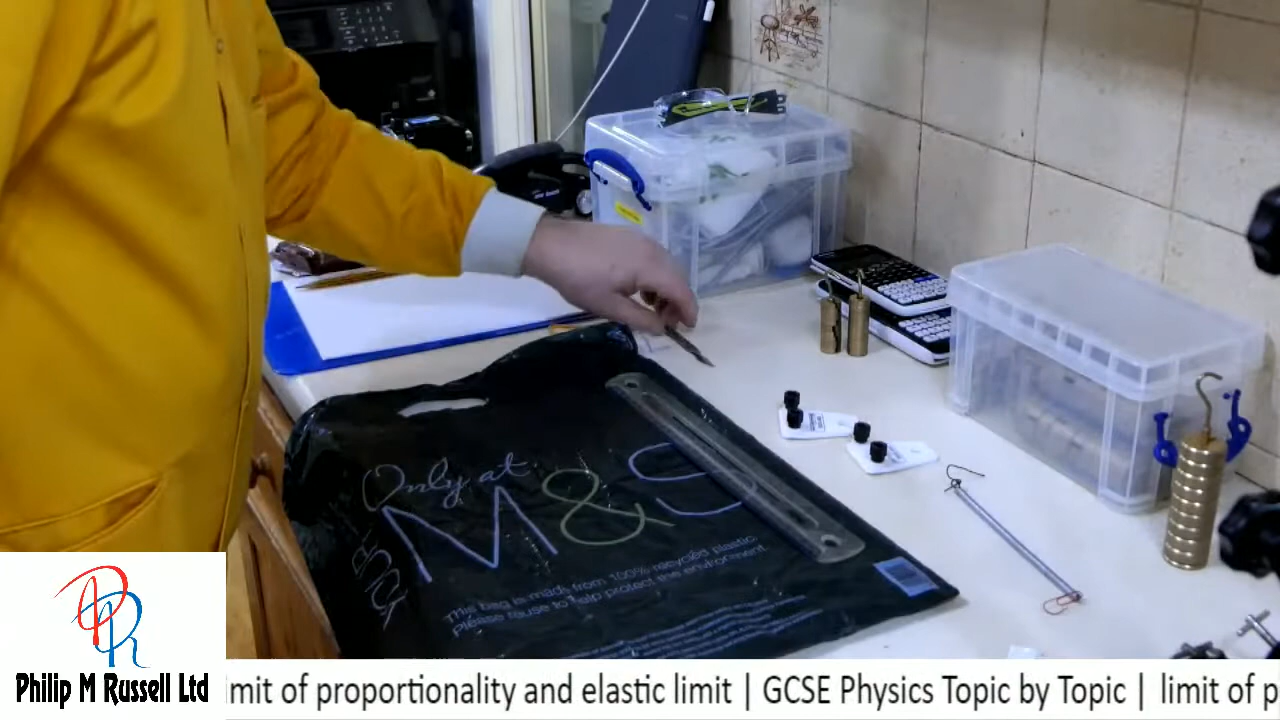 Only at
YOUR
M&S
This bag is made from 100% recycled plastic.
Please reuse to help protect the environment
Philip M Russell Ltd
imit of proportionality and elastic limit | GCSE Physics Topic by Topic | limit of p